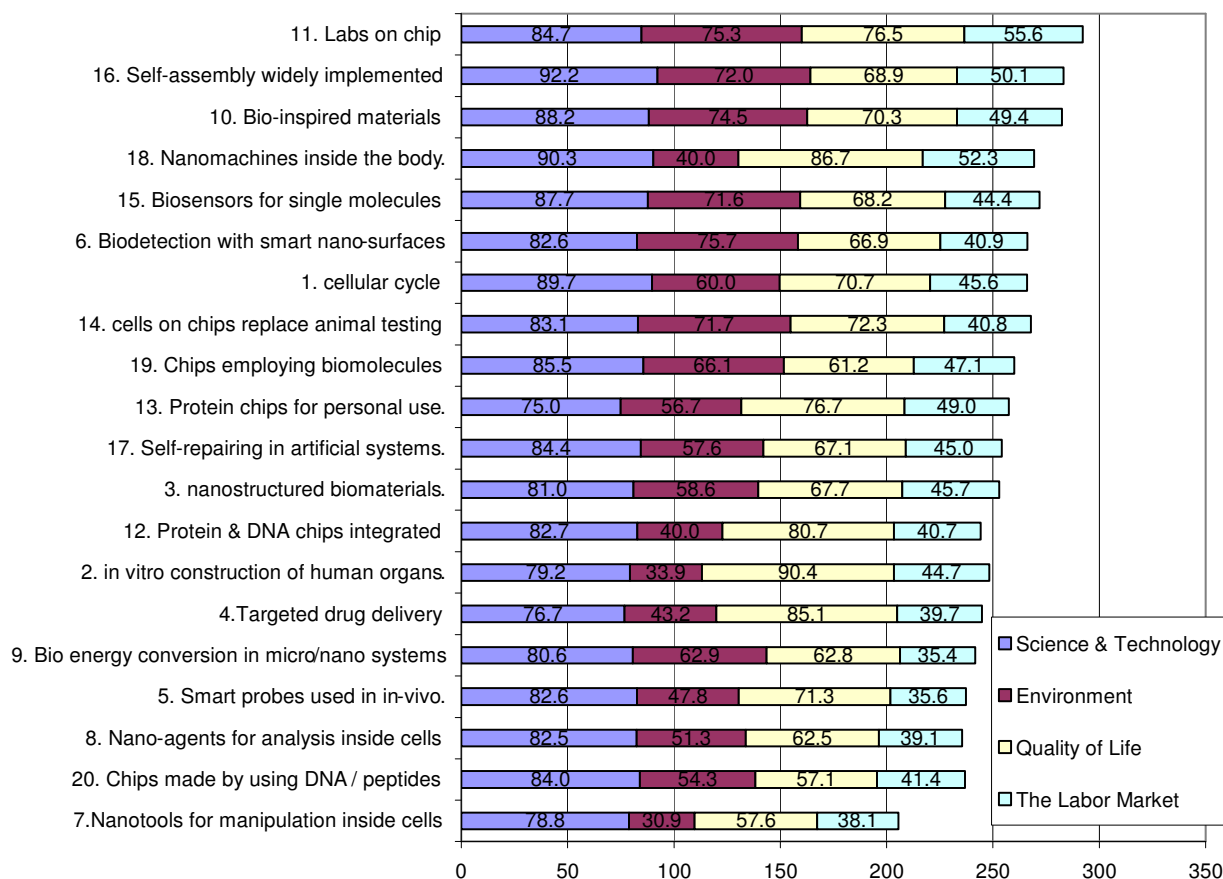 11. Labs on chip 84.7 75.3 76.5 55.6
16. Self-assembly widely implemented 92.2 72.0 68.9 50.1
10. Bio-inspired materials 88.2 74.5 70.3 49.4
18. Nanomachines inside the body. 90.3 40.0 86.7 52.3
15. Biosensors for single molecules 87.7 71.6 68.2 44.4
6. Biodetection with smart nano-surfaces 82.6 75.7 66.9 40.9
1. cellular cycle 89.7 60.0 70.7 45.6
14. cells on chips replace animal testing 83.1 71.7 72.3 40.8
19. Chips employing biomolecules 85.5 66.1 61.2 47.1
13. Protein chips for personal use. 75.0 56.7 76.7 49.0
17. Self-repairing in artificial systems. 84.4 57.6 67.1 45.0
3. nanostructured biomaterials. 81.0 58.6 67.7 45.7
12. Protein & DNA chips integrated 82.7 40.0 80.7 40.7
2. in vitro construction of human organs. 79.2 33.9 90.4 44.7
4.Targeted drug delivery 76.7 43.2 85.1 39.7
9. Bio energy conversion in micro/nano systems 80.6 62.9 62.8 35.4
5. Smart probes used in in-vivo. 82.6 47.8 71.3 35.6
8. Nano-agents for analysis inside cells 82.5 51.3 62.5 39.1
20. Chips made by using DNA / peptides 84.0 54.3 57.1 41.4
7.Nanotools for manipulation inside cells 78.8 30.9 57.6 38.1
0 50 100 150 200 250 300 350
Science & Technology
Environment
Quality of Life
The Labor Market